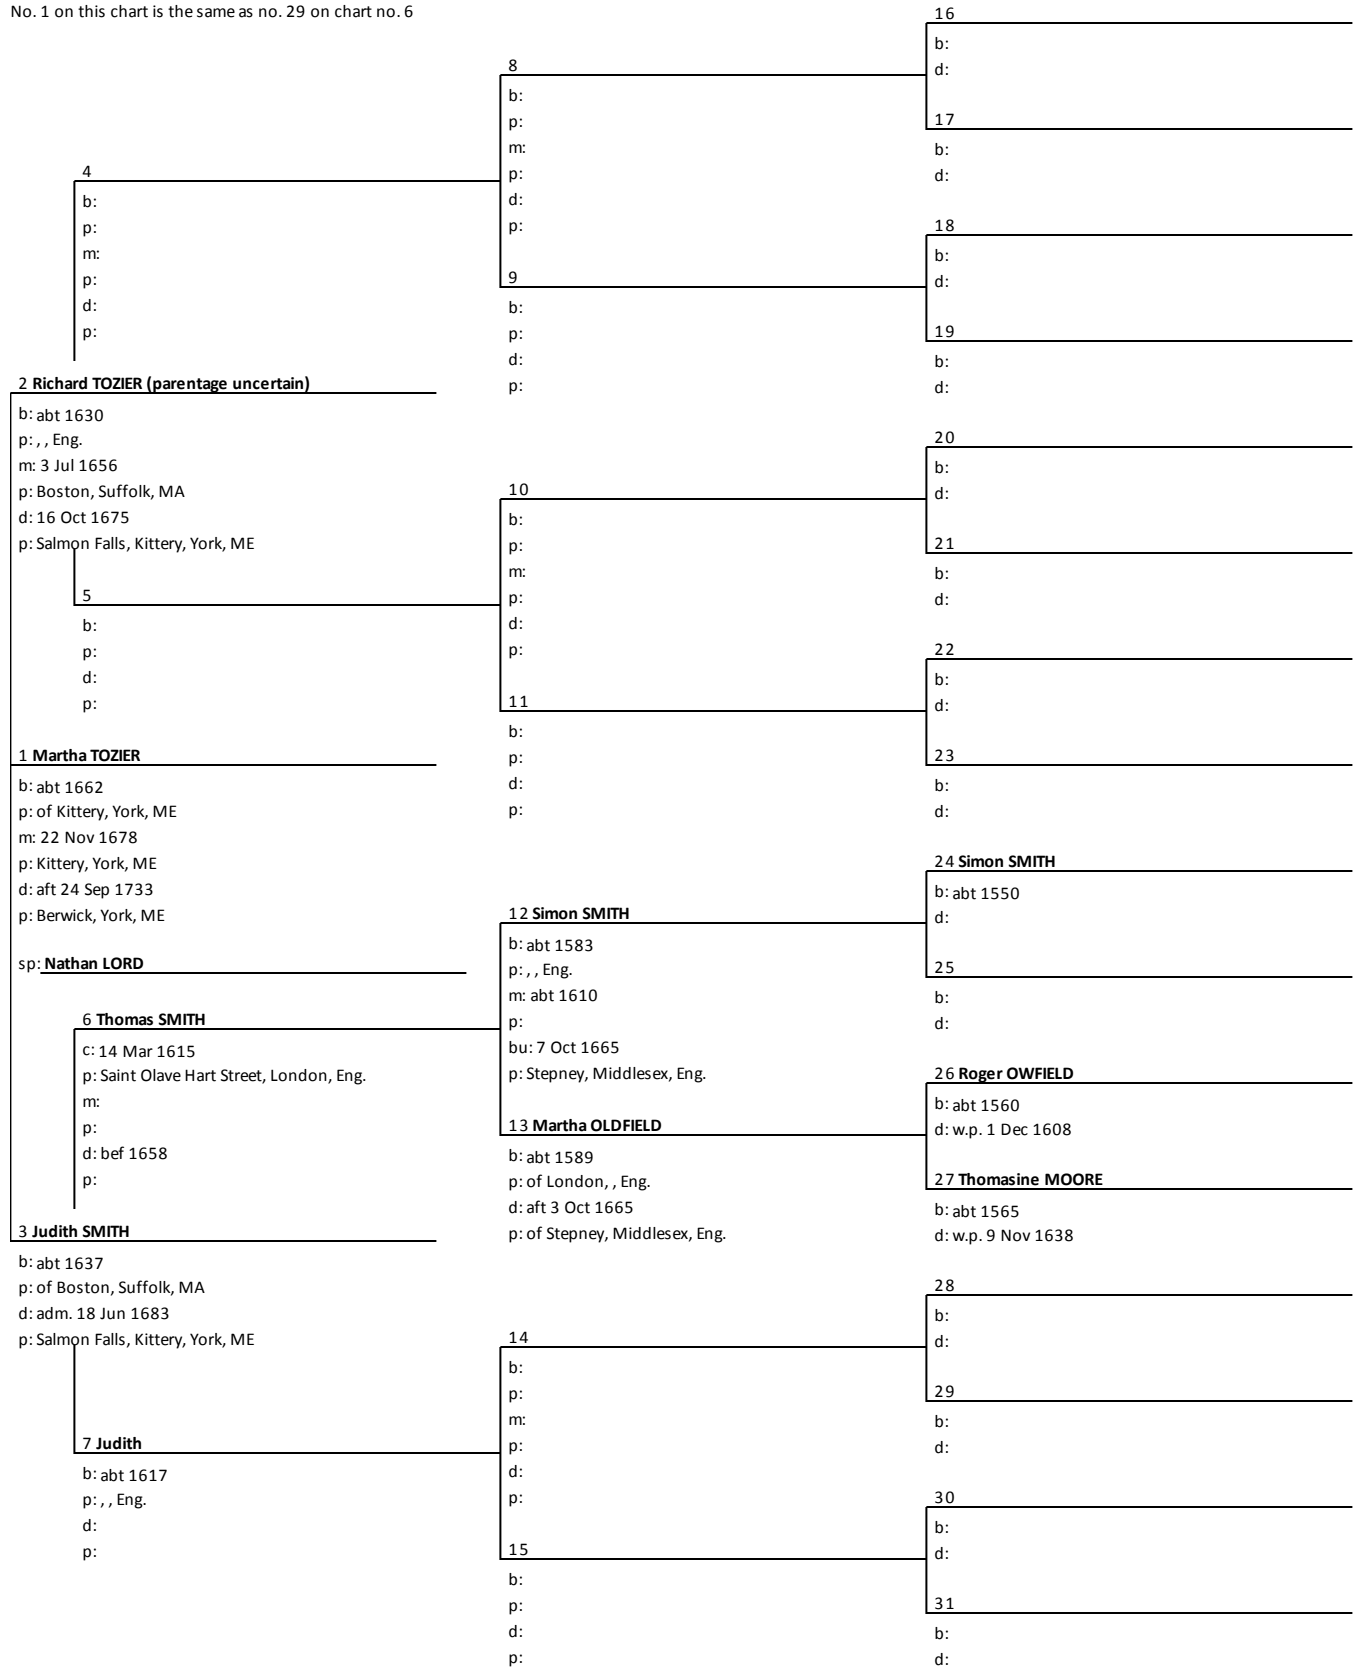 No. 1 on this chart is the same as no. 29 on chart no. 6
16
b:
d:
8
b:
p:
m:
p:
d:
p:
17
b:
d:
4
b:
p:
m:
p:
d:
p:
18
b:
d:
9
b:
p:
d:
p:
19
b:
d:
2 Richard TOZIER (parentage uncertain)
b: abt 1630
p: , , Eng.
m: 3 Jul 1656
p: Boston, Suffolk, MA
d: 16 Oct 1675
p: Salmon Falls, Kittery, York, ME
20
b:
d:
10
b:
p:
m:
p:
d:
p:
21
b:
d:
5
b:
p:
d:
p:
22
b:
d:
11
b:
p:
d:
p:
23
b:
d:
1 Martha TOZIER
b: abt 1662
p: of Kittery, York, ME
m: 22 Nov 1678
p: Kittery, York, ME
d: aft 24 Sep 1733
p: Berwick, York, ME
sp: Nathan LORD
24 Simon SMITH
b: abt 1550
d:
12 Simon SMITH
b: abt 1583
p: , , Eng.
m: abt 1610
p:
bu: 7 Oct 1665
p: Stepney, Middlesex, Eng.
25
b:
d:
6 Thomas SMITH
c: 14 Mar 1615
p: Saint Olave Hart Street, London, Eng.
m:
p:
d: bef 1658
p:
26 Roger OWFIELD
b: abt 1560
d: w.p. 1 Dec 1608
13 Martha OLDFIELD
b: abt 1589
p: of London, , Eng.
d: aft 3 Oct 1665
p: of Stepney, Middlesex, Eng.
27 Thomasine MOORE
b: abt 1565
d: w.p. 9 Nov 1638
3 Judith SMITH
b: abt 1637
p: of Boston, Suffolk, MA
d: adm. 18 Jun 1683
p: Salmon Falls, Kittery, York, ME
28
b:
d:
14
b:
p:
m:
p:
d:
p:
29
b:
d:
7 Judith
b: abt 1617
p: , , Eng.
d:
p:
30
b:
d:
15
b:
p:
d:
p:
31
b:
d: